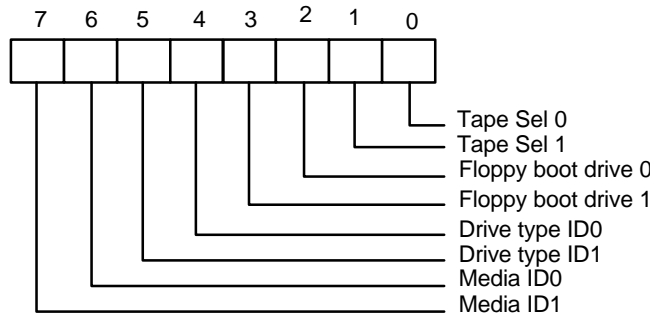 7 6 5 4 3 2 1 0
Tape Sel 0
Tape Sel 1
Floppy boot drive 0
Floppy boot drive 1
Drive type ID0
Drive type ID1
Media ID0
Media ID1